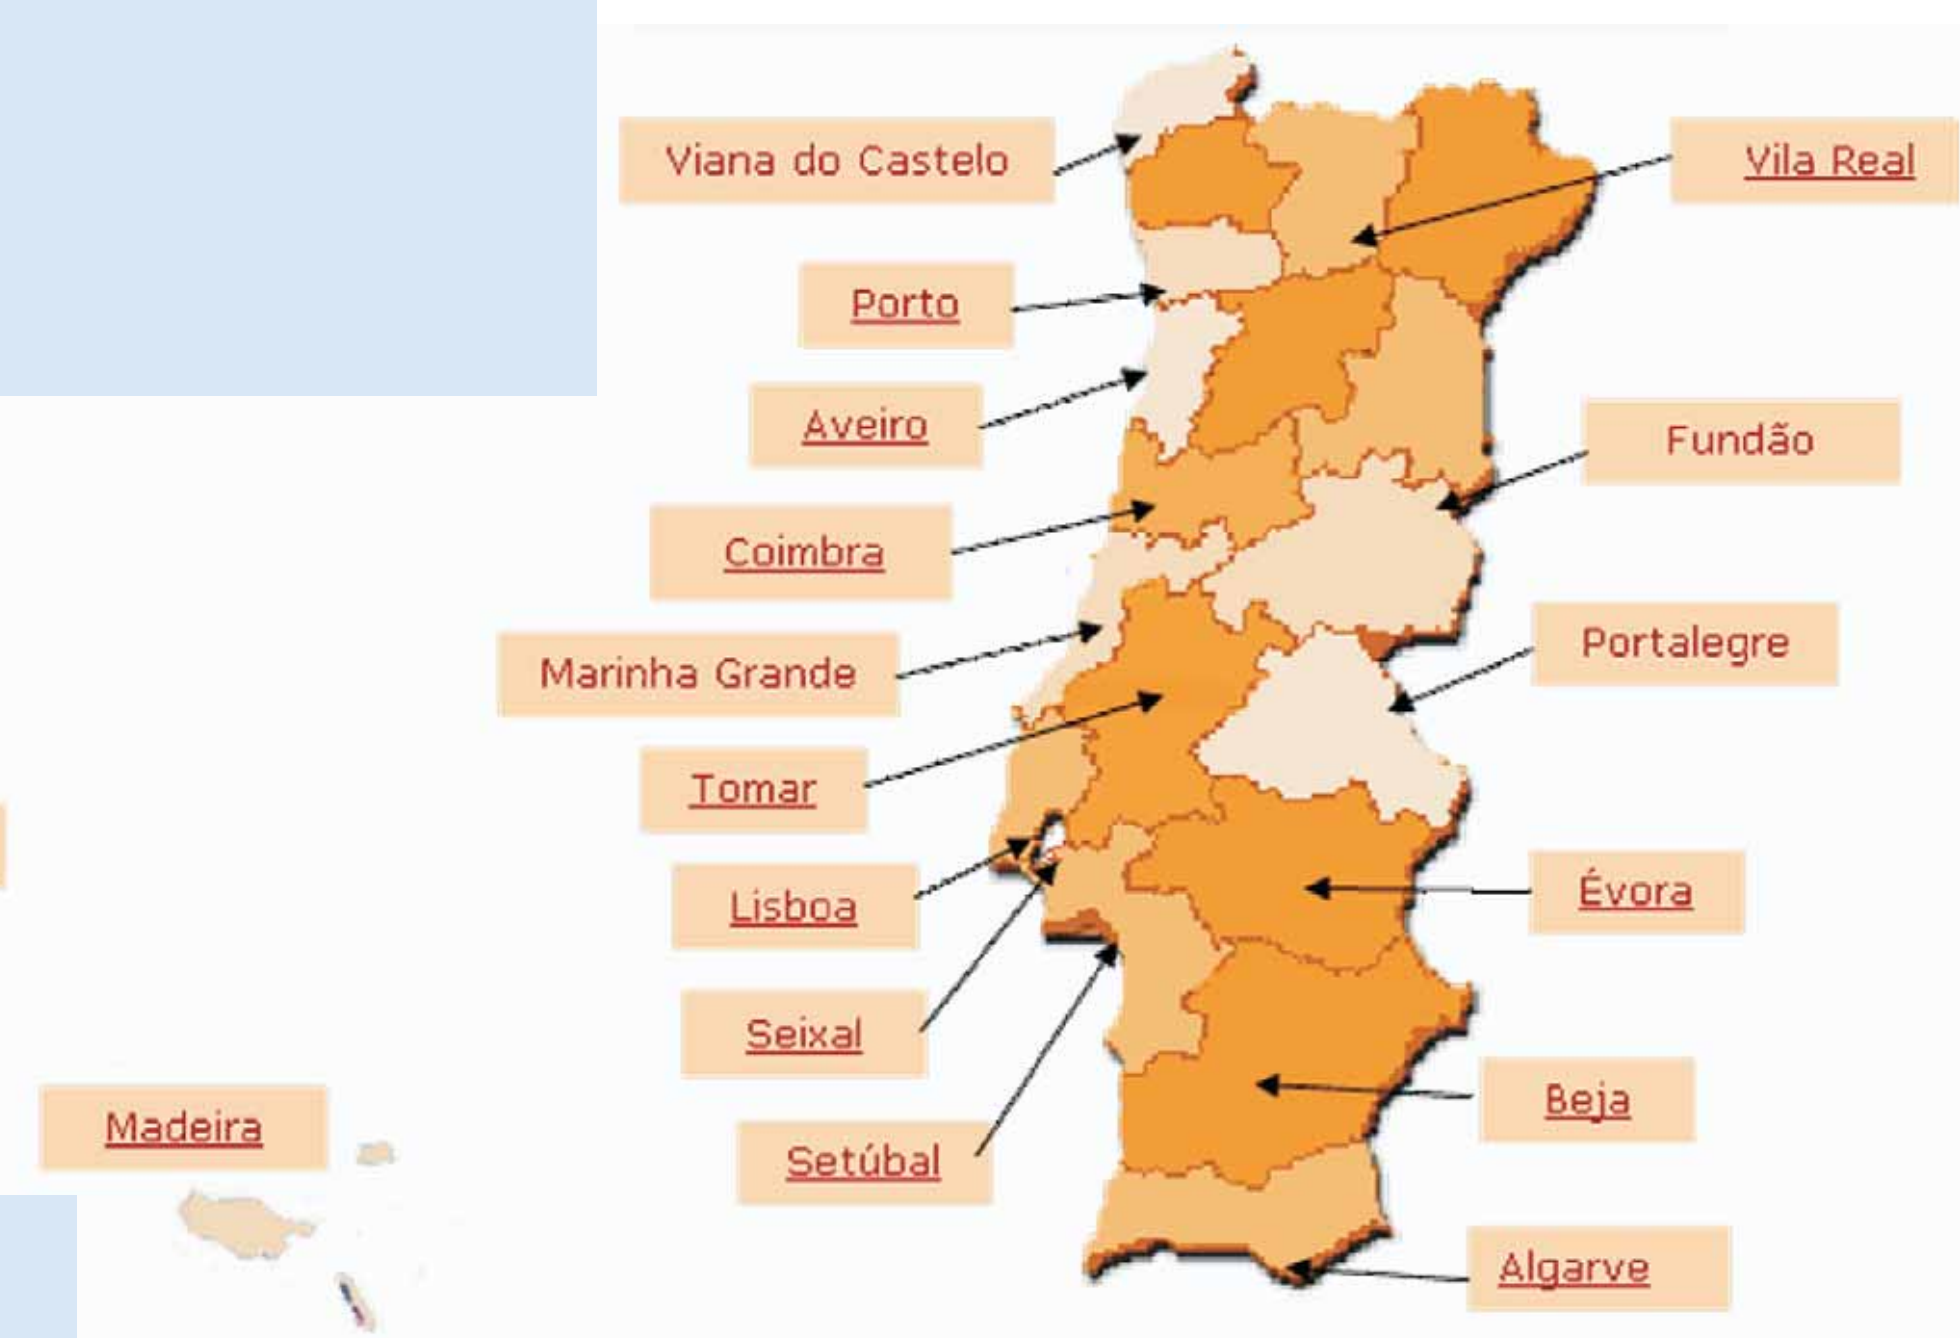 Viana do Castelo
Vila Real
Porto
Aveiro
Fundão
Coimbra
Portalegre
Marinha Grande
Tomar
Évora
Lisboa
Seixal
Beja
Madeira
Setúbal
Algarve